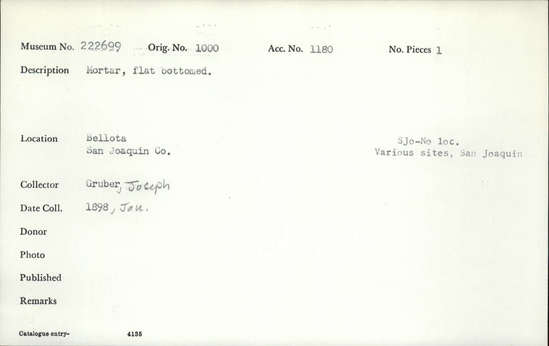 Museum No. 222699 Orig. No. 1000 Acc. No. 1180 No. Pieces 1
Description Mortar, flat bottomed.
Location Bellota SJo-No loc.
San Joaquin Co. Various sites, San Joaquin
Collector Gruber, Joseph
Date Coll. 1898, Jan.
Donor
Photo
Published
Remarks
Catalogue entry- 4135